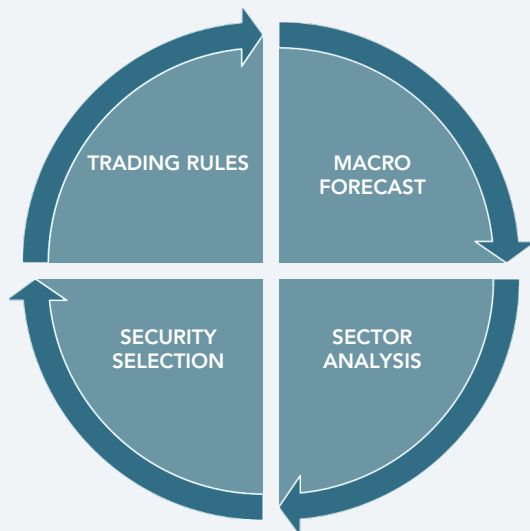 TRADING RULES
MACRO
FORECAST
SECURITY
SELECTION
SECTOR
ANALYSIS